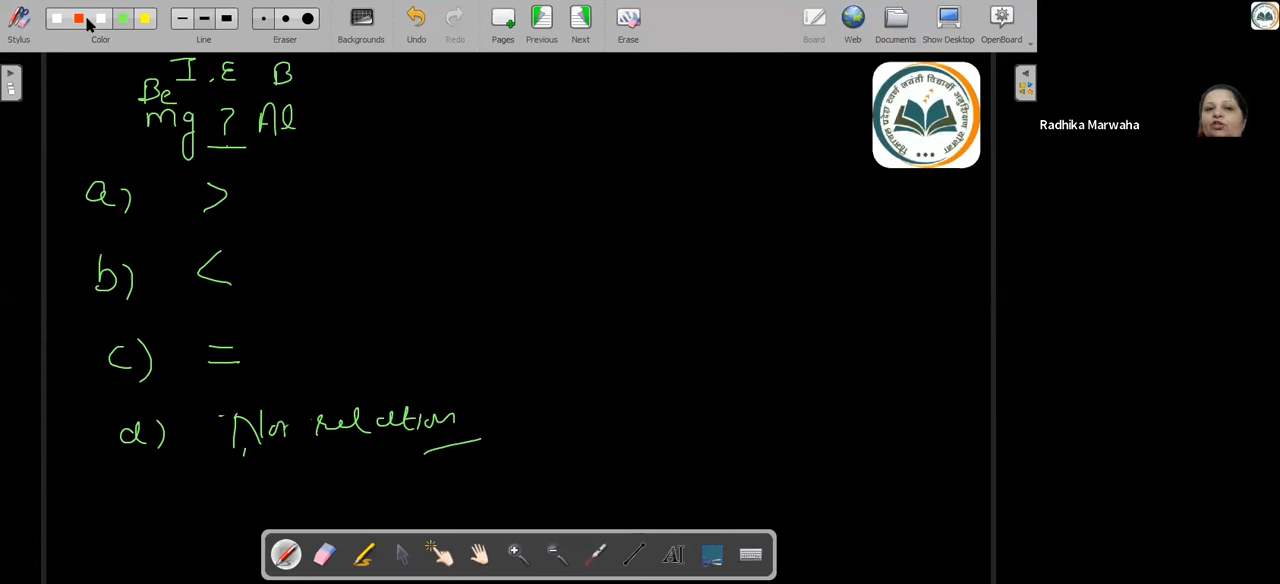 Stylus Color Line Eraser Backgrounds Undo Redo Pages Previous Next Erase Board Web Documents Show Desktop OpenBoard
I.E B
Be
Mg ? Al
Radhika Marwaha
a) >
b) <
c) =
d) No relation
AI